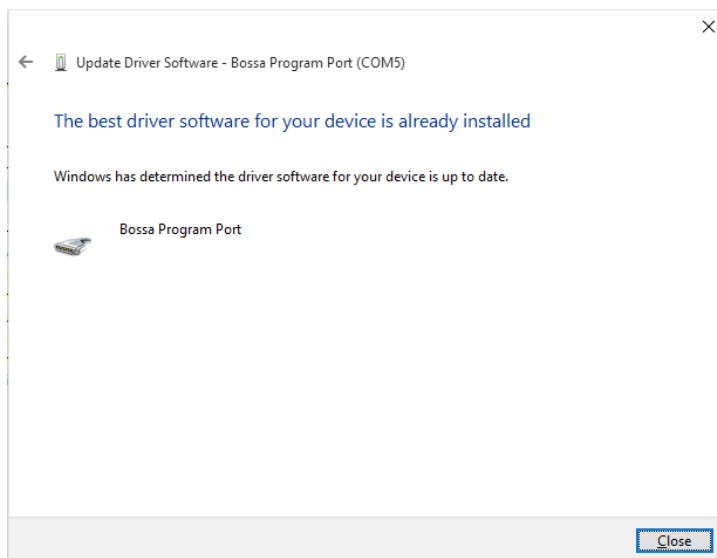 Update Driver Software - Bossa Program Port (COM5)
The best driver software for your device is already installed
Windows has determined the driver software for your device is up to date.
Bossa Program Port
Close